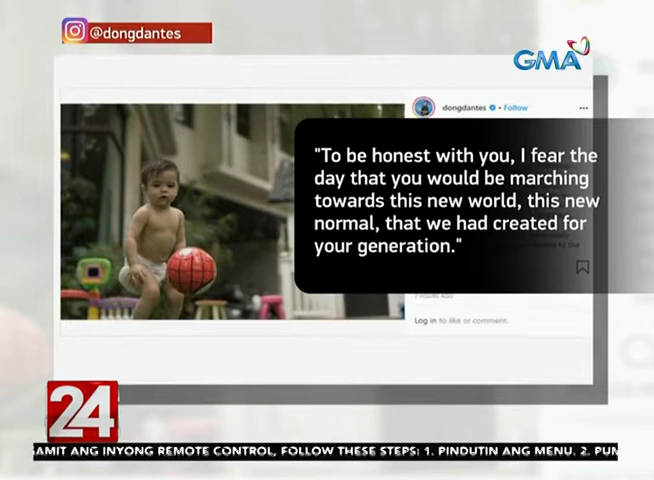 @dongdantes
GMA
dongdantes • Follow
"To be honest with you, I fear the
day that you would be marching
towards this new world, this new
normal, that we had created for
your generation."
Log in to like or comment.
24
SAMIT ANG INYONG REMOTE CONTROL, FOLLOW THESE STEPS: 1. PINDUTIN ANG MENU. 2. PUM